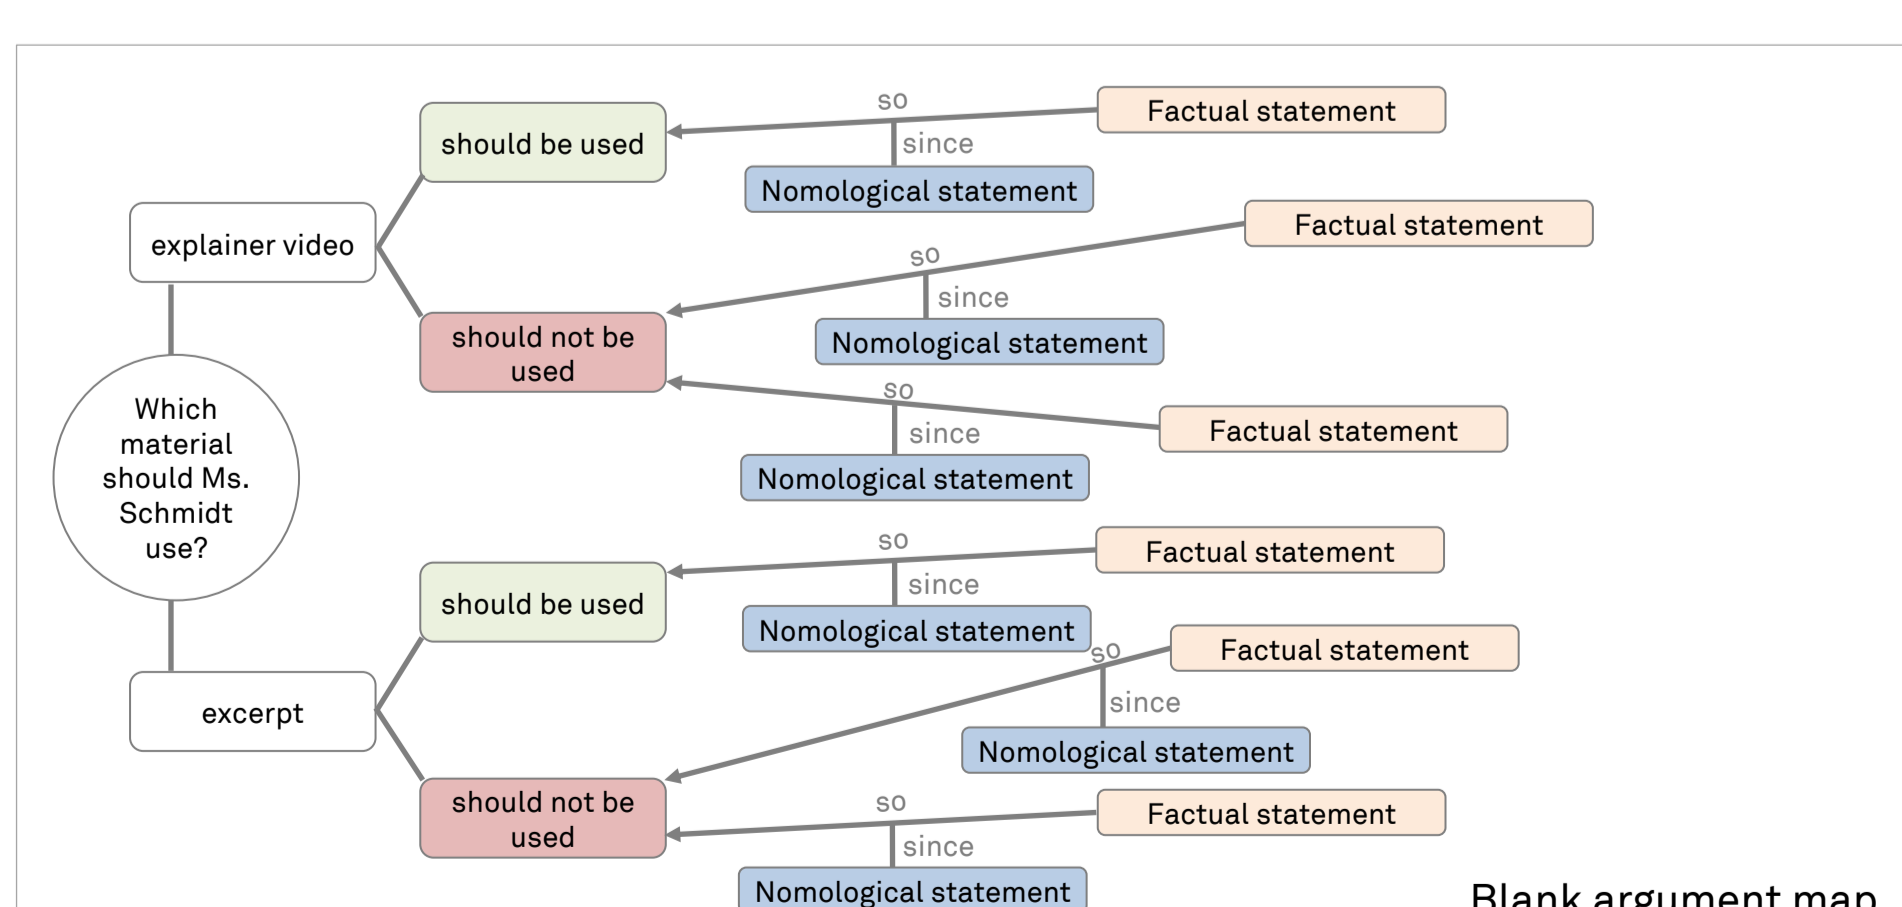 so
Factual statement
should be used
since
Nomological statement
Factual statement
explainer video
so
since
should not be
used
Nomological statement
so
Which
material
should Ms.
Schmidt
use?
Factual statement
since
Nomological statement
so
Factual statement
should be used
since
Nomological statement
so
Factual statement
excerpt
since
Nomological statement
should not be
used
so
Factual statement
since
Nomological statement
Blank argument map